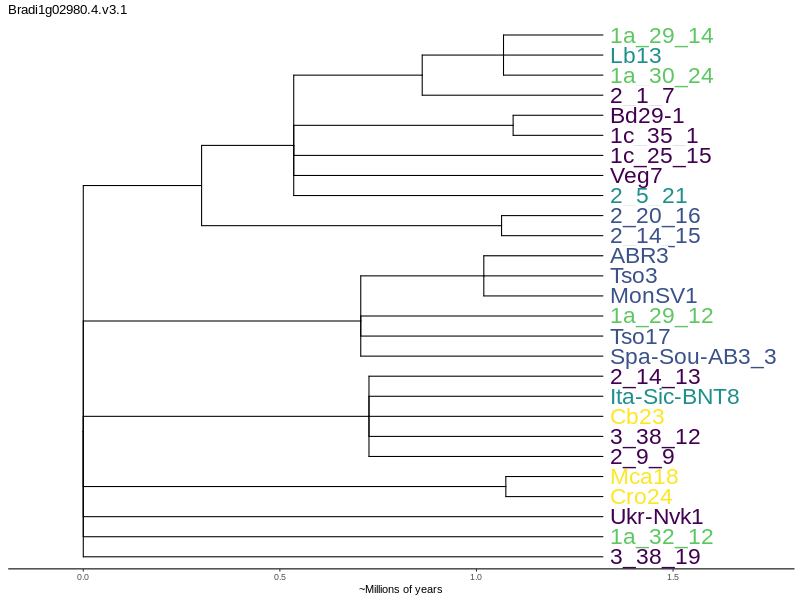 Bradi1g02980.4.v3.1
1a_29_14
Lb13
1a_30_24
2_1_7
Bd29-1
1c_35_1
1c_25_15
Veg7
2_5_21
2_20_16
2_14_15
ABR3
Tso3
MonSV1
1a_29_12
Tso17
Spa-Sou-AB3_3
2_14_13
Ita-Sic-BNT8
Cb23
3_38_12
2_9_9
Mca18
Cro24
Ukr-Nvk1
1a_32_12
3_38_19
0.0 0.5 1.0 1.5
~Millions of years